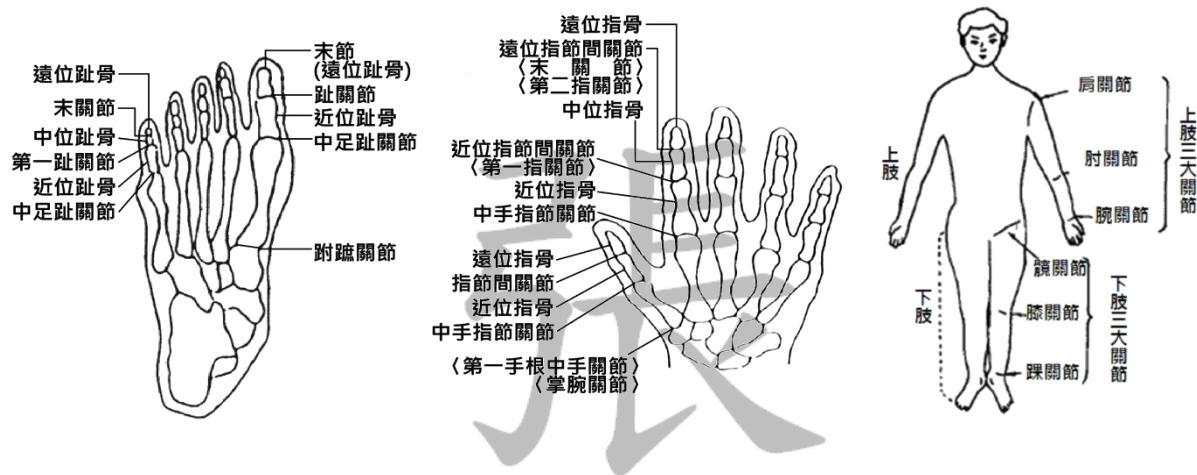 末節
(遠位趾骨)
遠位趾骨
趾關節
末關節
近位趾骨
中位趾骨
中足趾關節
第一趾關節
近位趾骨
中足趾關節
跗蹠關節
遠位指骨
遠位指節間關節
〈末 關 節〉
〈第二指關節〉
中位指骨
近位指節間關節
〈第一指關節〉
近位指骨
中手指節關節
遠位指骨
指節間關節
近位指骨
中手指節關節
〈第一手根中手關節〉
〈掌腕關節〉
張
肩關節
肘關節
腕關節
上肢三大關節
上肢
髖關節
膝關節
踝關節
下肢三大關節
下肢